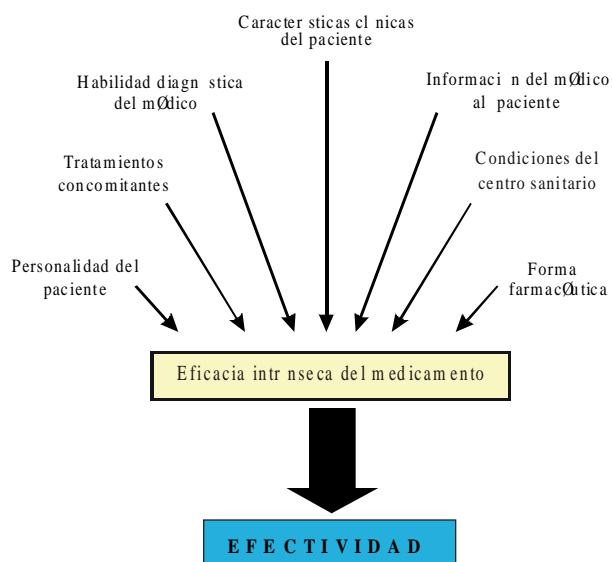 Caracter sticas cl nicas
del paciente
Habilidad diagn stica
del mØdico
Informaci n del mØdico
al paciente
Tratamientos
concomitantes
Condiciones del
centro sanitario
Personalidad del
paciente
Forma
farmacØutica
Eficacia intr nseca del medicamento
EFECTIVIDAD